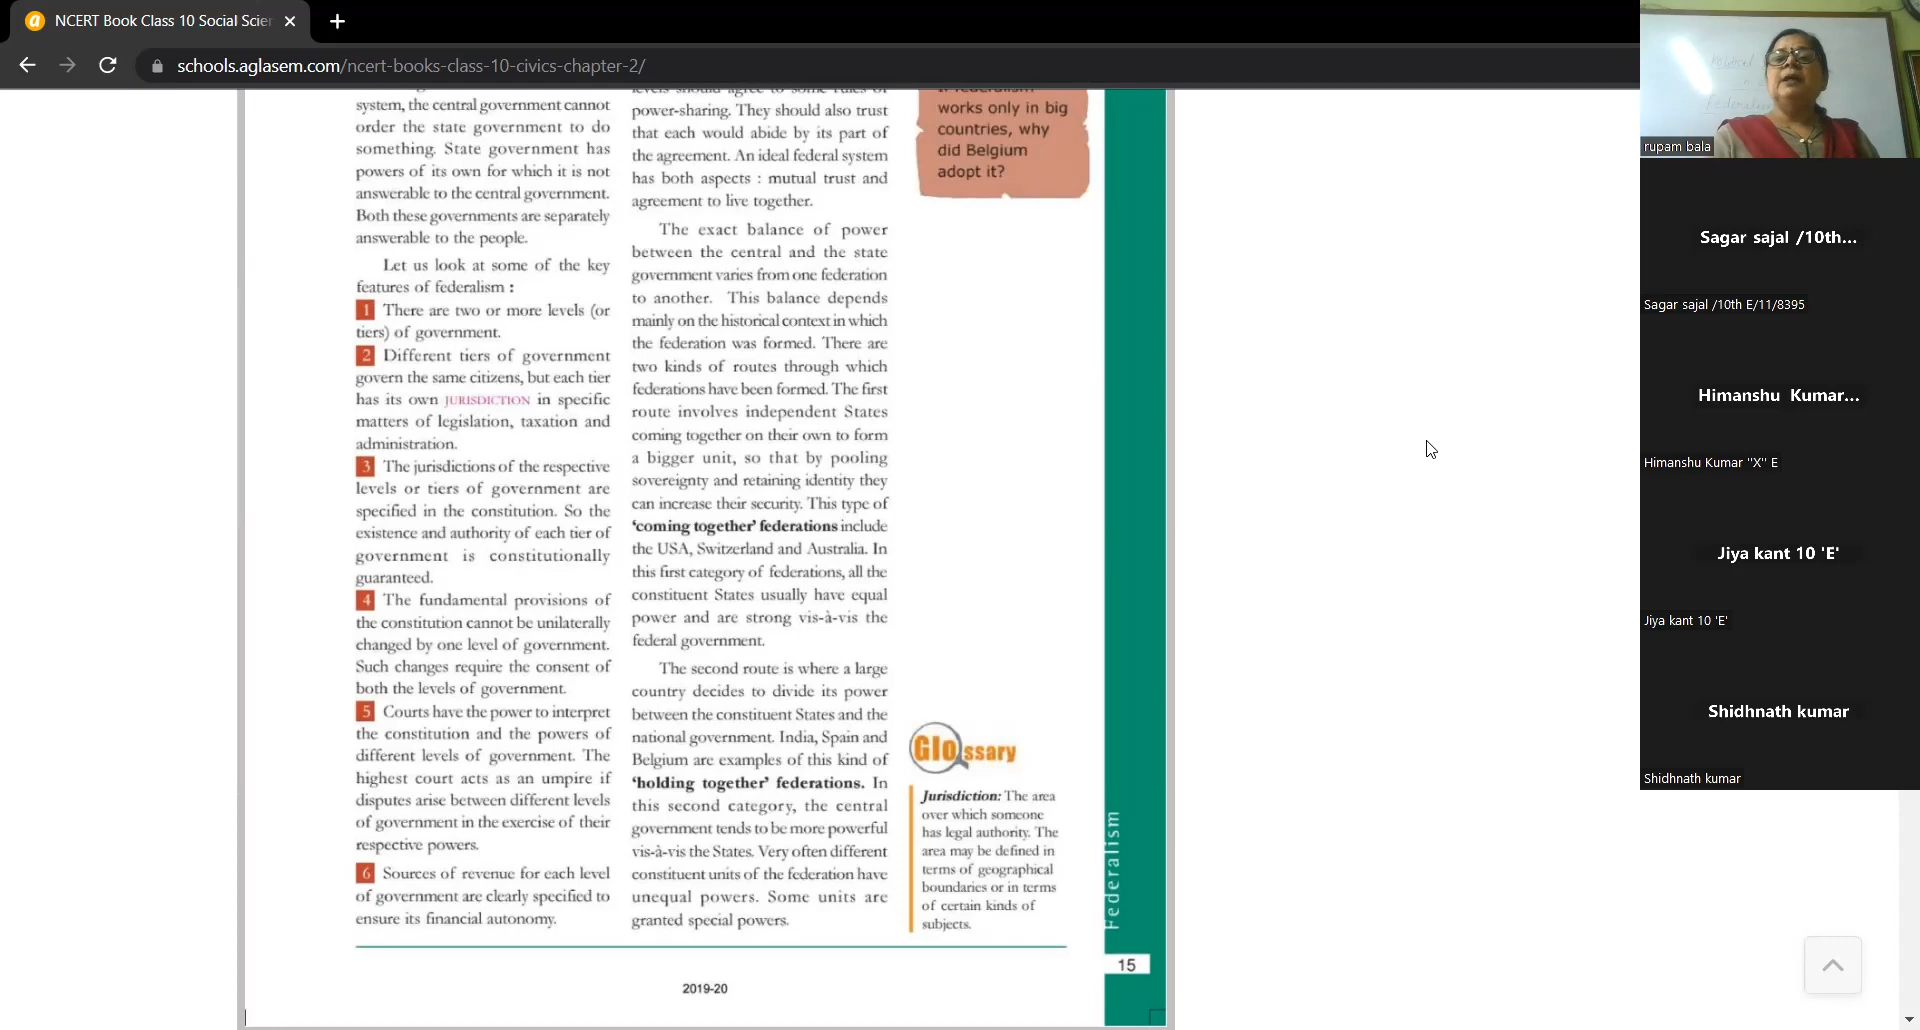 NCERT Book Class 10 Social Scien
schools.aglasem.com/ncert-books-class-10-civics-chapter-2/
system, the central government cannot
order the state government to do
something. State government has
powers of its own for which it is not
answerable to the central government.
Both these governments are separately
answerable to the people.
Let us look at some of the key
features of federalism :
1 There are two or more levels (or
tiers) of government.
2 Different tiers of government
govern the same citizens, but each tier
has its own JURISDICTION in specific
matters of legislation, taxation and
administration.
3 The jurisdictions of the respective
levels or tiers of government are
specified in the constitution. So the
existence and authority of each tier of
government is constitutionally
guaranteed.
4 The fundamental provisions of
the constitution cannot be unilaterally
changed by one level of government.
Such changes require the consent of
both the levels of government.
5 Courts have the power to interpret
the constitution and the powers of
different levels of government. The
highest court acts as an umpire if
disputes arise between different levels
of government in the exercise of their
respective powers.
6 Sources of revenue for each level
of government are clearly specified to
ensure its financial autonomy.
levels should agree to some rules of
power-sharing. They should also trust
that each would abide by its part of
the agreement. An ideal federal system
has both aspects : mutual trust and
agreement to live together.
The exact balance of power
between the central and the state
government varies from one federation
to another. This balance depends
mainly on the historical context in which
the federation was formed. There are
two kinds of routes through which
federations have been formed. The first
route involves independent States
coming together on their own to form
a bigger unit, so that by pooling
sovereignty and retaining identity they
can increase their security. This type of
‘coming together’ federations include
the USA, Switzerland and Australia. In
this first category of federations, all the
constituent States usually have equal
power and are strong vis-à-vis the
federal government.
The second route is where a large
country decides to divide its power
between the constituent States and the
national government. India, Spain and
Belgium are examples of this kind of
‘holding together’ federations. In
this second category, the central
government tends to be more powerful
vis-à-vis the States. Very often different
constituent units of the federation have
unequal powers. Some units are
granted special powers.
If federalism
works only in big
countries, why
did Belgium
adopt it?
Glossary
Jurisdiction: The area
over which someone
has legal authority. The
area may be defined in
terms of geographical
boundaries or in terms
of certain kinds of
subjects.
Federalism
15
2019-20
rupam bala
Sagar sajal /10th...
Sagar sajal /10th E/11/8395
Himanshu Kumar...
Himanshu Kumar "X" E
Jiya kant 10 'E'
Jiya kant 10 'E'
Shidhnath kumar
Shidhnath kumar